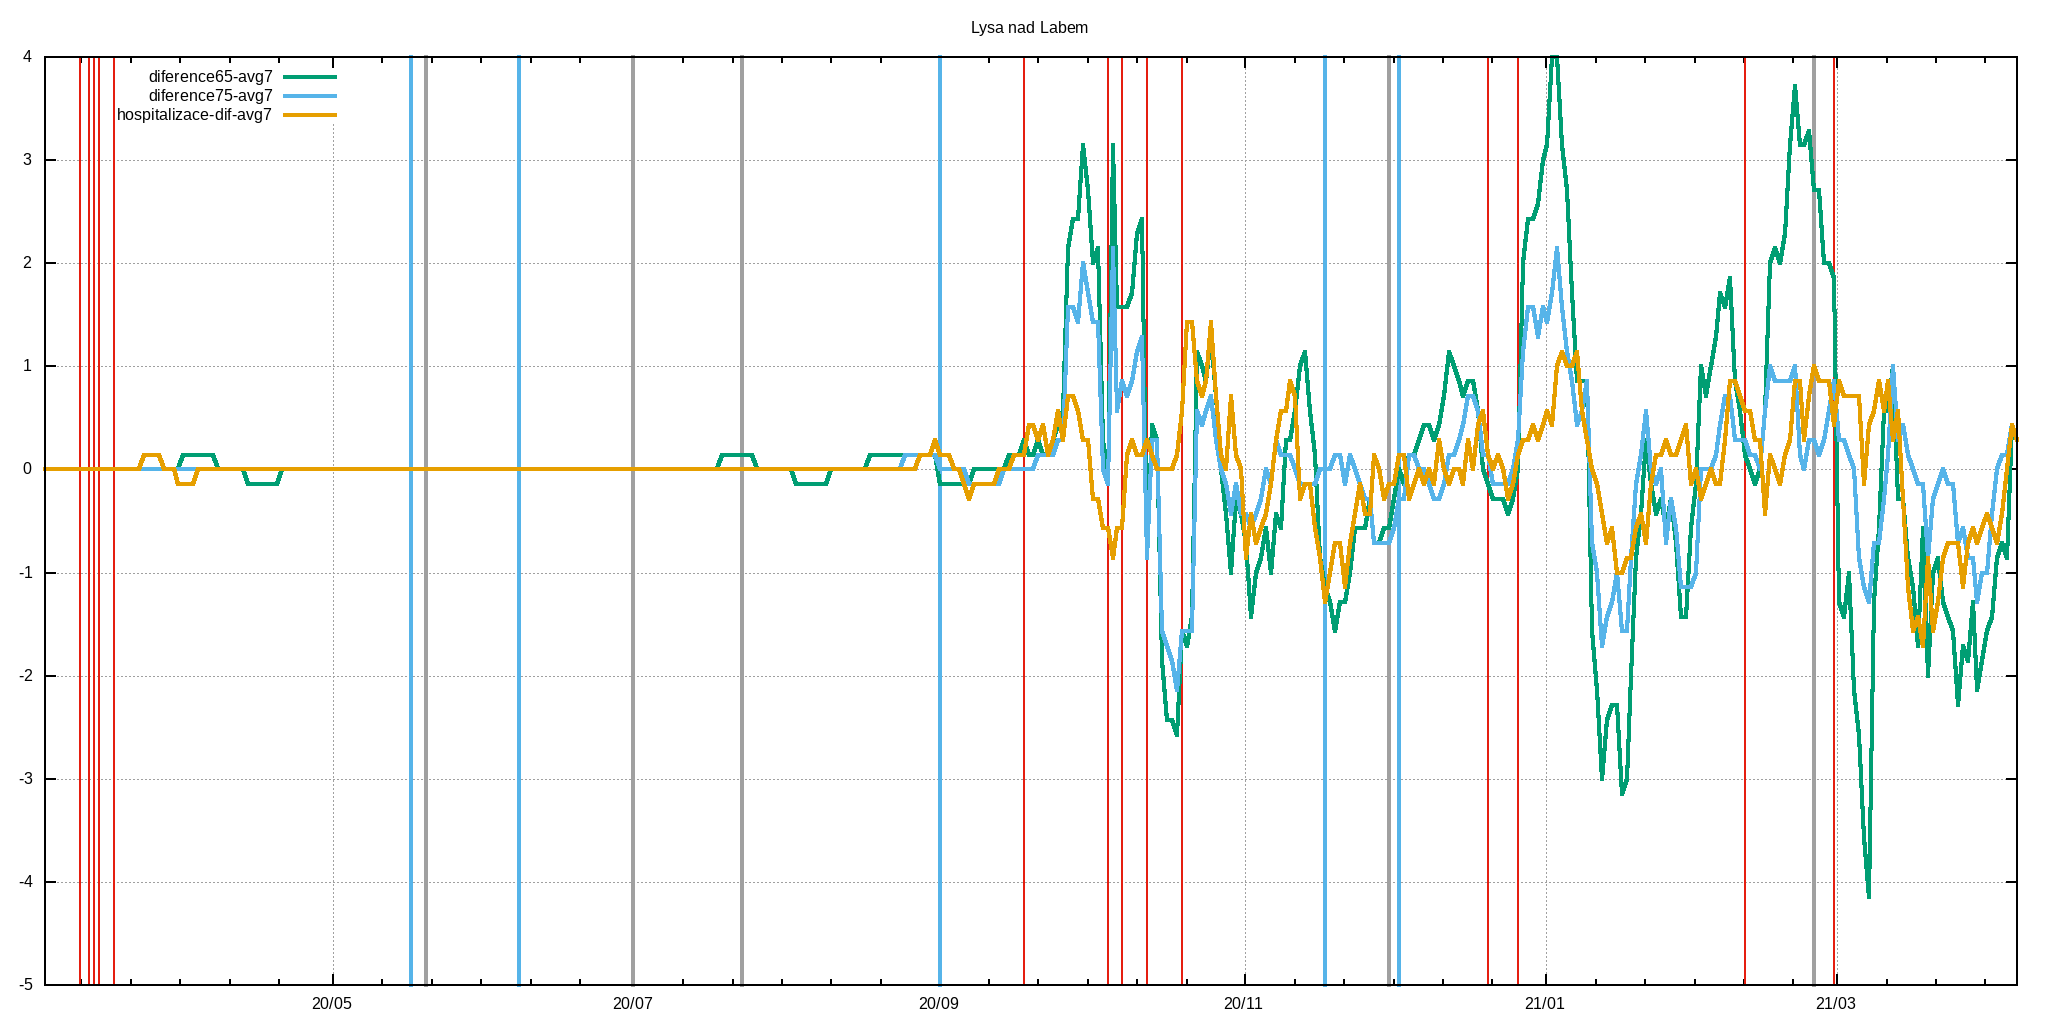 Lysa nad Labem
4
diference65-avg7
diference75-avg7
hospitalizace-dif-avg7
3
2
1
0
-1
-2
-3
-4
-5
20/05 20/07 20/09 20/11 21/01 21/03